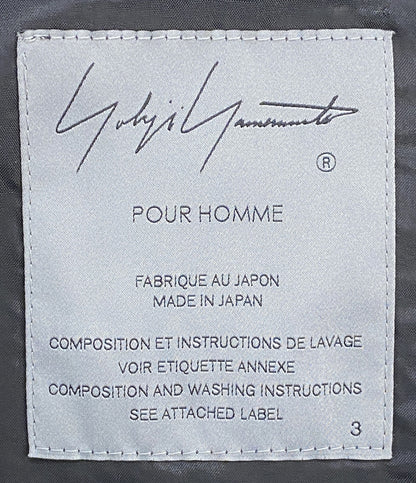 Yohji Yamamoto
®
POUR HOMME
FABRIQUE AU JAPON
MADE IN JAPAN
COMPOSITION ET INSTRUCTIONS DE LAVAGE
VOIR ETIQUETTE ANNEXE
COMPOSITION AND WASHING INSTRUCTIONS
SEE ATTACHED LABEL
3